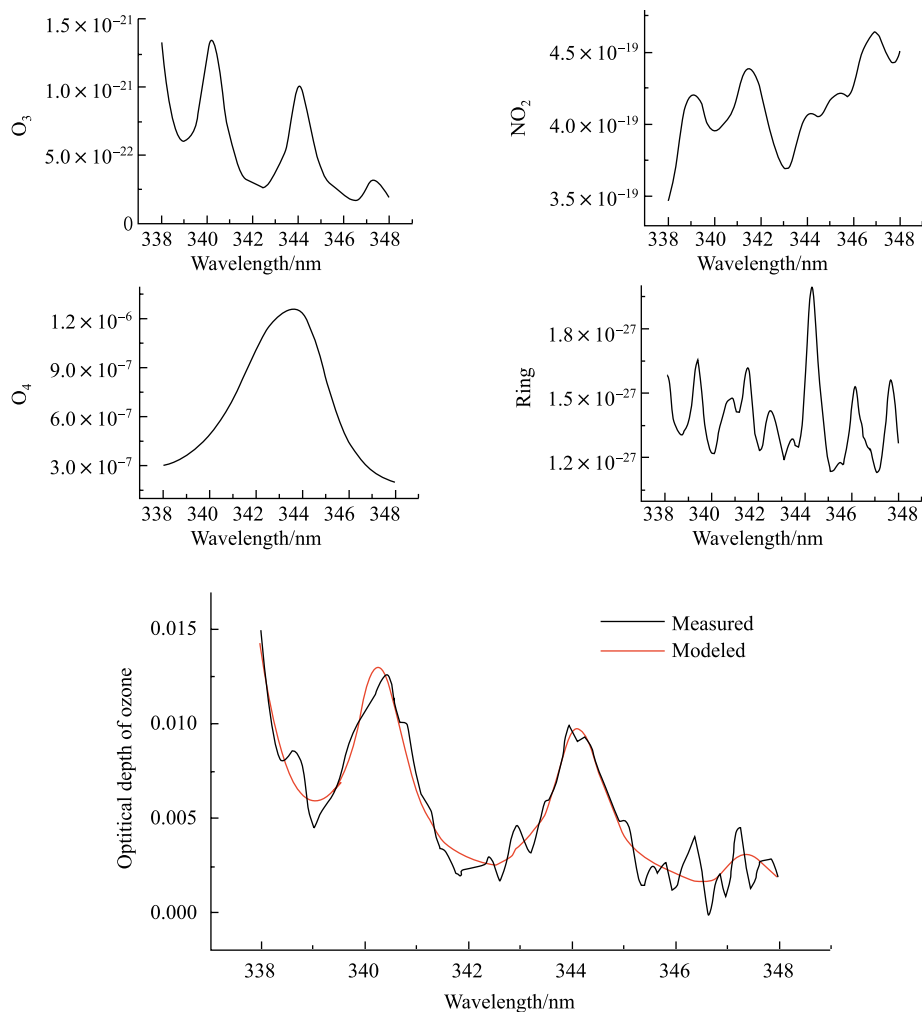 O₃
1.5 × 10⁻²¹
1.0 × 10⁻²¹
5.0 × 10⁻²²
0
338 340 342 344 346 348
Wavelength/nm
NO₂
4.5 × 10⁻¹⁹
4.0 × 10⁻¹⁹
3.5 × 10⁻¹⁹
338 340 342 344 346 348
Wavelength/nm
O₄
1.2 × 10⁻⁶
9.0 × 10⁻⁷
6.0 × 10⁻⁷
3.0 × 10⁻⁷
338 340 342 344 346 348
Wavelength/nm
Ring
1.8 × 10⁻²⁷
1.5 × 10⁻²⁷
1.2 × 10⁻²⁷
338 340 342 344 346 348
Wavelength/nm
Optitical depth of ozone
0.015
0.010
0.005
0.000
Measured
Modeled
338 340 342 344 346 348
Wavelength/nm